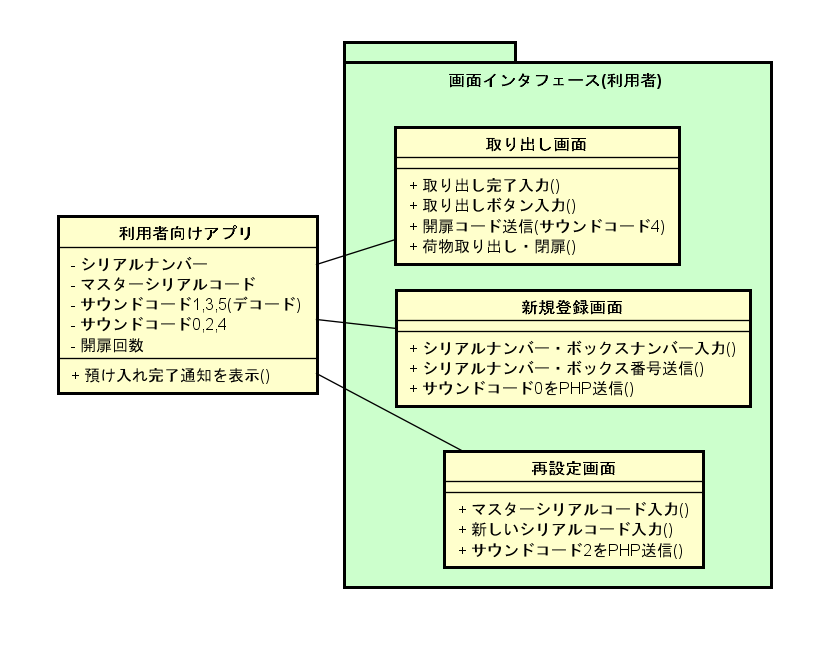 画面インタフェース(利用者)
取り出し画面
+ 取り出し完了入力()
+ 取り出しボタン入力()
+ 開扉コード送信(サウンドコード4)
+ 荷物取り出し・閉扉()
利用者向けアプリ
- シリアルナンバー
- マスターシリアルコード
- サウンドコード1,3,5(デコード)
- サウンドコード0,2,4
- 開扉回数
+ 預け入れ完了通知を表示()
新規登録画面
+ シリアルナンバー・ボックスナンバー入力()
+ シリアルナンバー・ボックス番号送信()
+ サウンドコード0をPHP送信()
再設定画面
+ マスターシリアルコード入力()
+ 新しいシリアルコード入力()
+ サウンドコード2をPHP送信()